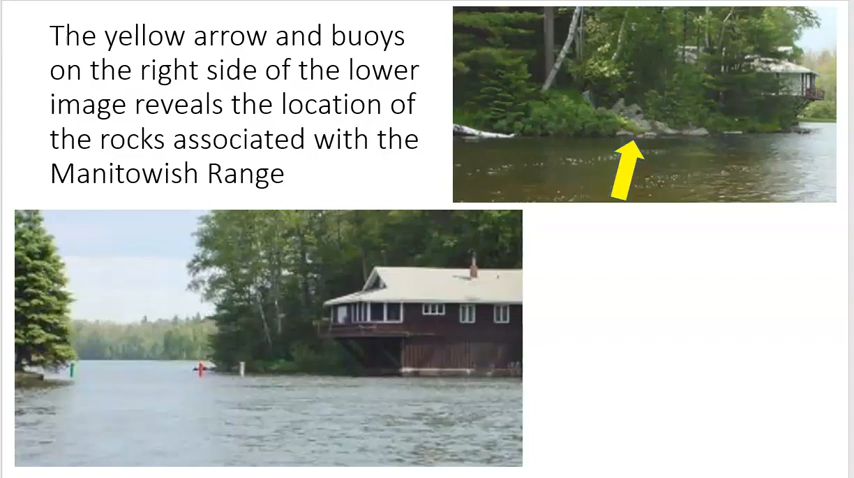 The yellow arrow and buoys
on the right side of the lower
image reveals the location of
the rocks associated with the
Manitowish Range